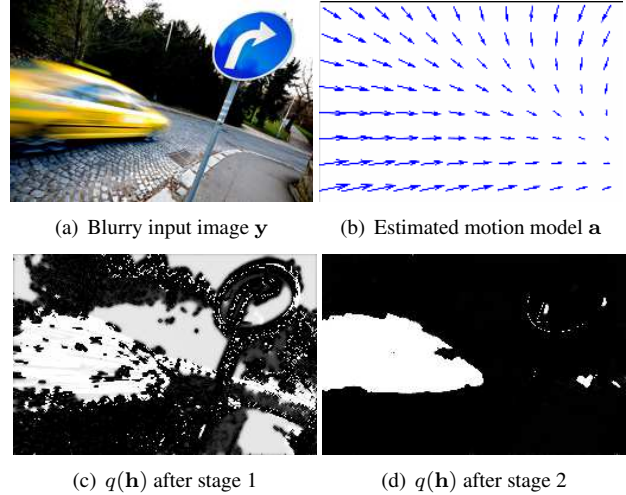 (a) Blurry input image y
(b) Estimated motion model a
(c) q(h) after stage 1
(d) q(h) after stage 2